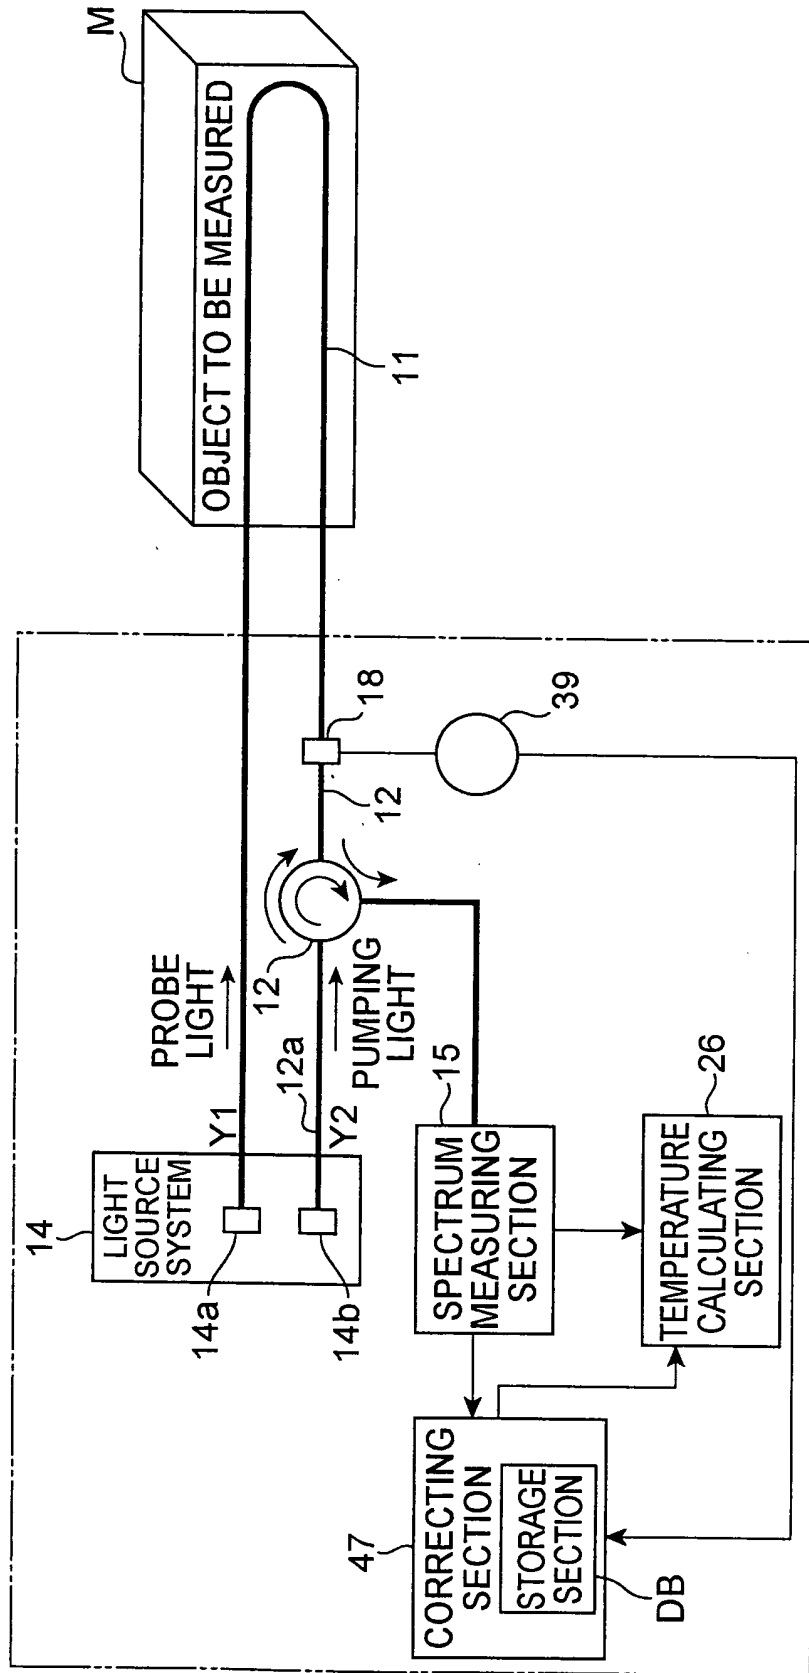 M
OBJECT TO BE MEASURED
11
18
39
12
PROBE
LIGHT
12
PUMPING
LIGHT
12a
Y1
Y2
14
LIGHT
SOURCE
SYSTEM
14a
14b
15
SPECTRUM
MEASURING
SECTION
26
TEMPERATURE
CALCULATING
SECTION
47
CORRECTING
SECTION
STORAGE
SECTION
DB